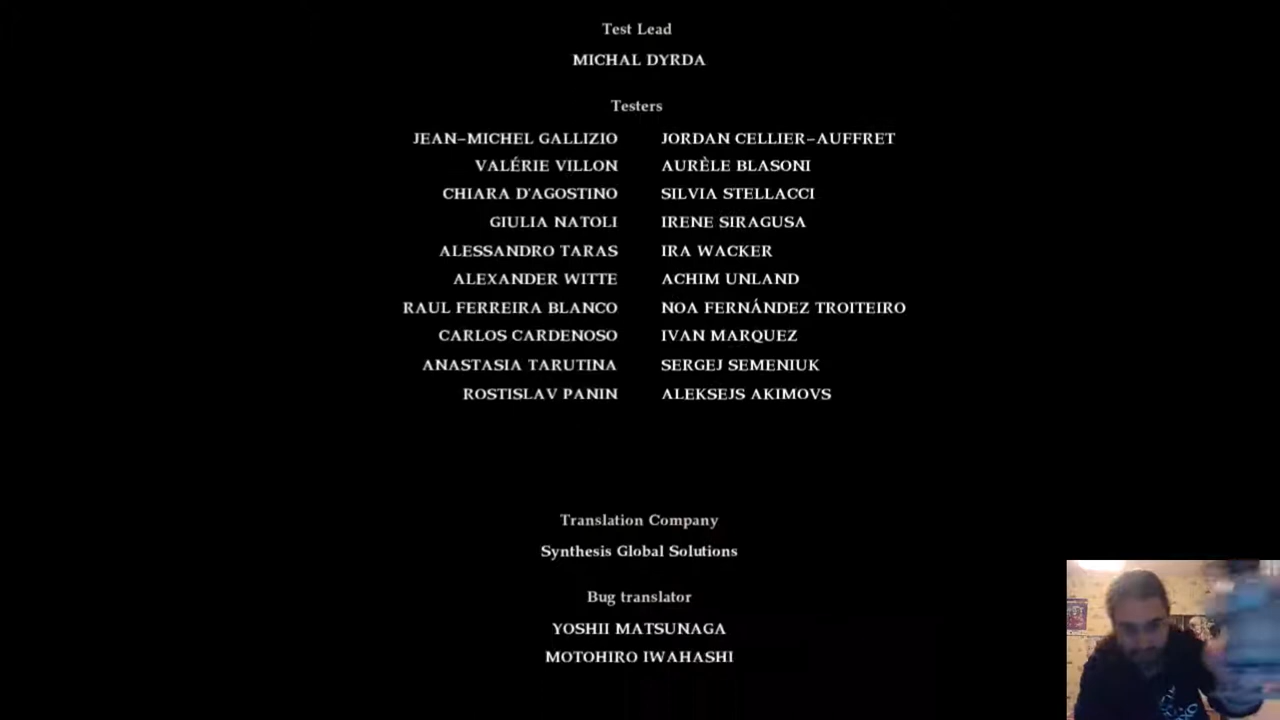 Test Lead
MICHAL DYRDA
Testers
JEAN-MICHEL GALLIZIO JORDAN CELLIER-AUFFRET
VALÉRIE VILLON AURÈLE BLASONI
CHIARA D'AGOSTINO SILVIA STELLACCI
GIULIA NATOLI IRENE SIRAGUSA
ALESSANDRO TARAS IRA WACKER
ALEXANDER WITTE ACHIM UNLAND
RAUL FERREIRA BLANCO NOA FERNÁNDEZ TROITEIRO
CARLOS CARDENOSO IVAN MARQUEZ
ANASTASIA TARUTINA SERGEJ SEMENIUK
ROSTISLAV PANIN ALEKSEJS AKIMOVS
Translation Company
Synthesis Global Solutions
Bug translator
YOSHII MATSUNAGA
MOTOHIRO IWAHASHI